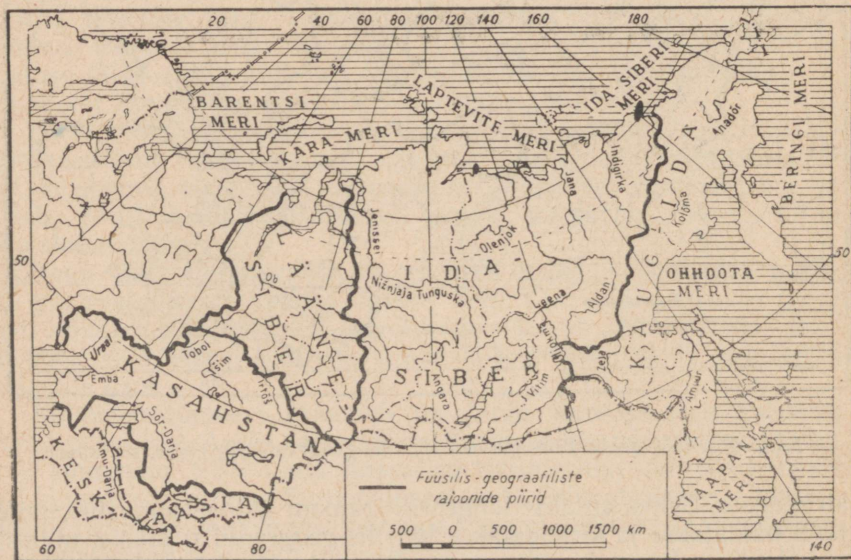 20 40 60 80 100 120 140 160 180
BARENTSI
MERI
KARA MERI
LAPTEVITE MERI
IDA-SIBERI
MERI
BERINGI MERI
Anadõr
Indigirka
Jana
Kolõma
Jenissei
Olenjok
50
50
LÄÄNE-
SIBER
Ob
IDA-
SIBER
Nižnjaja Tunguska
Leena
Aldan
KAUG-IDA
OHHOOTA
MERI
Uraal
Tobol
Išim
Irtõš
Emba
KASAHSTAN
Sõr-Darja
Amu-Darja
KESK-
AASIA
Angara
Vitim
Zeja
Amuur
JAAPANI
MERI
Füüsilis-geograafiliste
rajoonide piirid
500 0 500 1000 1500 km
60 80 140